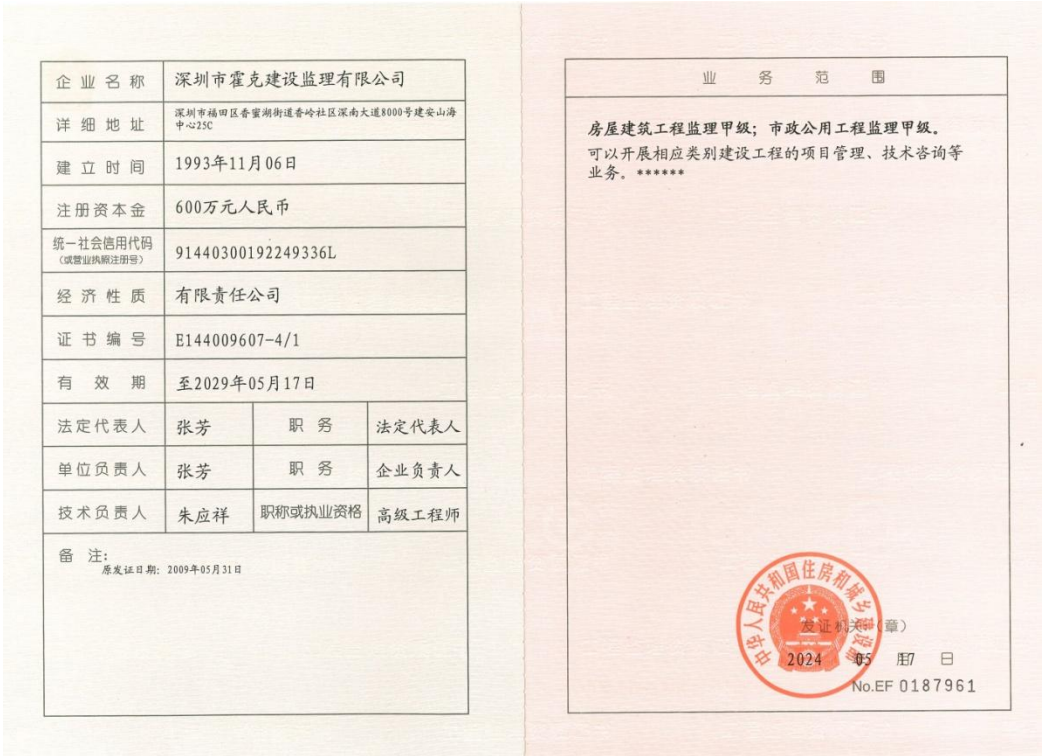 企业名称 深圳市霍克建设监理有限公司
详细地址 深圳市福田区香蜜湖街道香岭社区深南大道8000号建安山海
中心25C
建立时间 1993年11月06日
注册资本金 600万元人民币
统一社会信用代码
(或营业执照注册号) 91440300192249336L
经济性质 有限责任公司
证书编号 E144009607-4/1
有效期 至2029年05月17日
法定代表人 张芳 职务 法定代表人
单位负责人 张芳 职务 企业负责人
技术负责人 朱应祥 职称或执业资格 高级工程师
备注:
原发证日期: 2009年05月31日
业务范围
房屋建筑工程监理甲级；市政公用工程监理甲级。
可以开展相应类别建设工程的项目管理、技术咨询等
业务。******
中华人民共和国住房和城乡建设部
发证机关(章)
2024年05月17日
No.EF 0187961